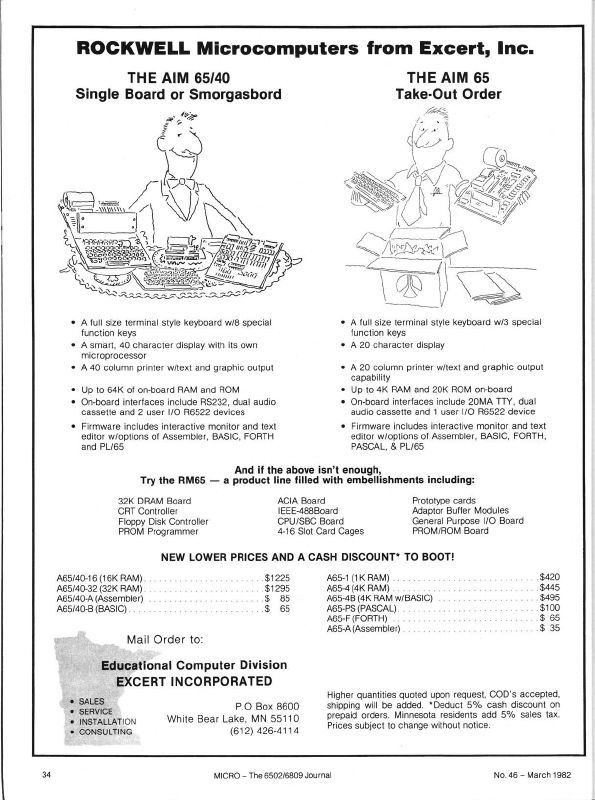 ROCKWELL Microcomputers from Excert, Inc.
THE AIM 65/40
Single Board or Smorgasbord
• A full size terminal style keyboard w/8 special
function keys
• A smart, 40 character display with its own
microprocessor
• A 40 column printer w/text and graphic output
• Up to 64K of on-board RAM and ROM
• On-board interfaces include RS232, dual audio
cassette and 2 user I/O R6522 devices
• Firmware includes interactive monitor and text
editor w/options of Assembler, BASIC, FORTH
and PL/65
THE AIM 65
Take-Out Order
• A full size terminal style keyboard w/3 special
function keys
• A 20 character display
• A 20 column printer w/text and graphic output
capability
• Up to 4K RAM and 20K ROM on-board
• On-board interfaces include 20MA TTY, dual
audio cassette and 1 user I/O R6522 device
• Firmware includes interactive monitor and text
editor w/options of Assembler, BASIC, FORTH,
PASCAL, & PL/65
And if the above isn't enough,
Try the RM65 — a product line filled with embellishments including:
32K DRAM Board
CRT Controller
Floppy Disk Controller
PROM Programmer
ACIA Board
IEEE-488Board
CPU/SBC Board
4-16 Slot Card Cages
Prototype cards
Adaptor Buffer Modules
General Purpose I/O Board
PROM/ROM Board
NEW LOWER PRICES AND A CASH DISCOUNT* TO BOOT!
A65/40-16 (16K RAM) . . . . . . . . . . $1225
A65/40-32 (32K RAM) . . . . . . . . . . $1295
A65/40-A (Assembler) . . . . . . . . . . $ 85
A65/40-B (BASIC) . . . . . . . . . . $ 65
A65-1 (1K RAM) . . . . . . . . . . $420
A65-4 (4K RAM) . . . . . . . . . . $445
A65-4B (4K RAM w/BASIC) . . . . . . . . . . $495
A65-PS (PASCAL) . . . . . . . . . . $100
A65-F (FORTH) . . . . . . . . . . $ 65
A65-A (Assembler) . . . . . . . . . . $ 35
Mail Order to:
Educational Computer Division
EXCERT INCORPORATED
• SALES
• SERVICE
• INSTALLATION
• CONSULTING
P.O Box 8600
White Bear Lake, MN 55110
(612) 426-4114
Higher quantities quoted upon request, COD's accepted,
shipping will be added. *Deduct 5% cash discount on
prepaid orders. Minnesota residents add 5% sales tax.
Prices subject to change without notice.
34
MICRO – The 6502/6809 Journal
No. 46 – March 1982